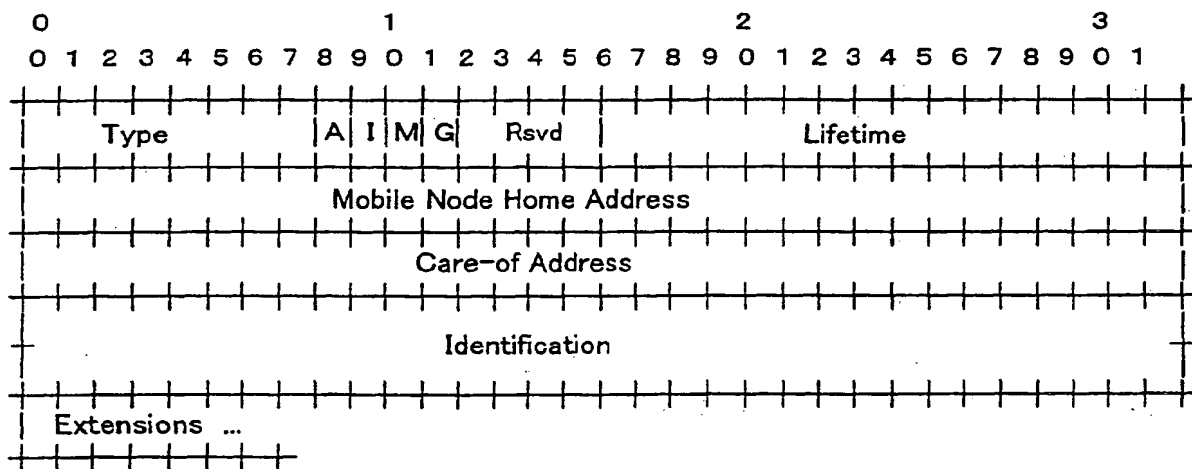 0 1 2 3
0 1 2 3 4 5 6 7 8 9 0 1 2 3 4 5 6 7 8 9 0 1 2 3 4 5 6 7 8 9 0 1
Type |A| I |M| G| Rsvd | Lifetime
Mobile Node Home Address
Care-of Address
Identification
Extensions ...